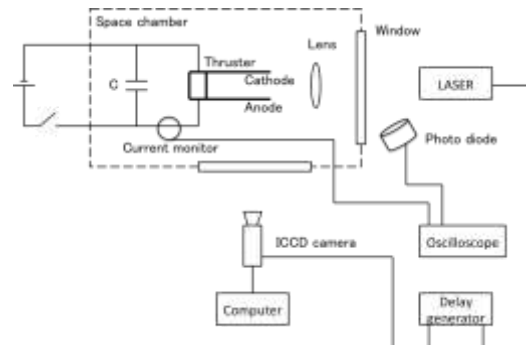 Space chamber
Window
Lens
Thruster
Cathode
C
LASER
Anode
Photo diode
Current monitor
ICCD camera
Oscilloscope
Computer
Delay
generator